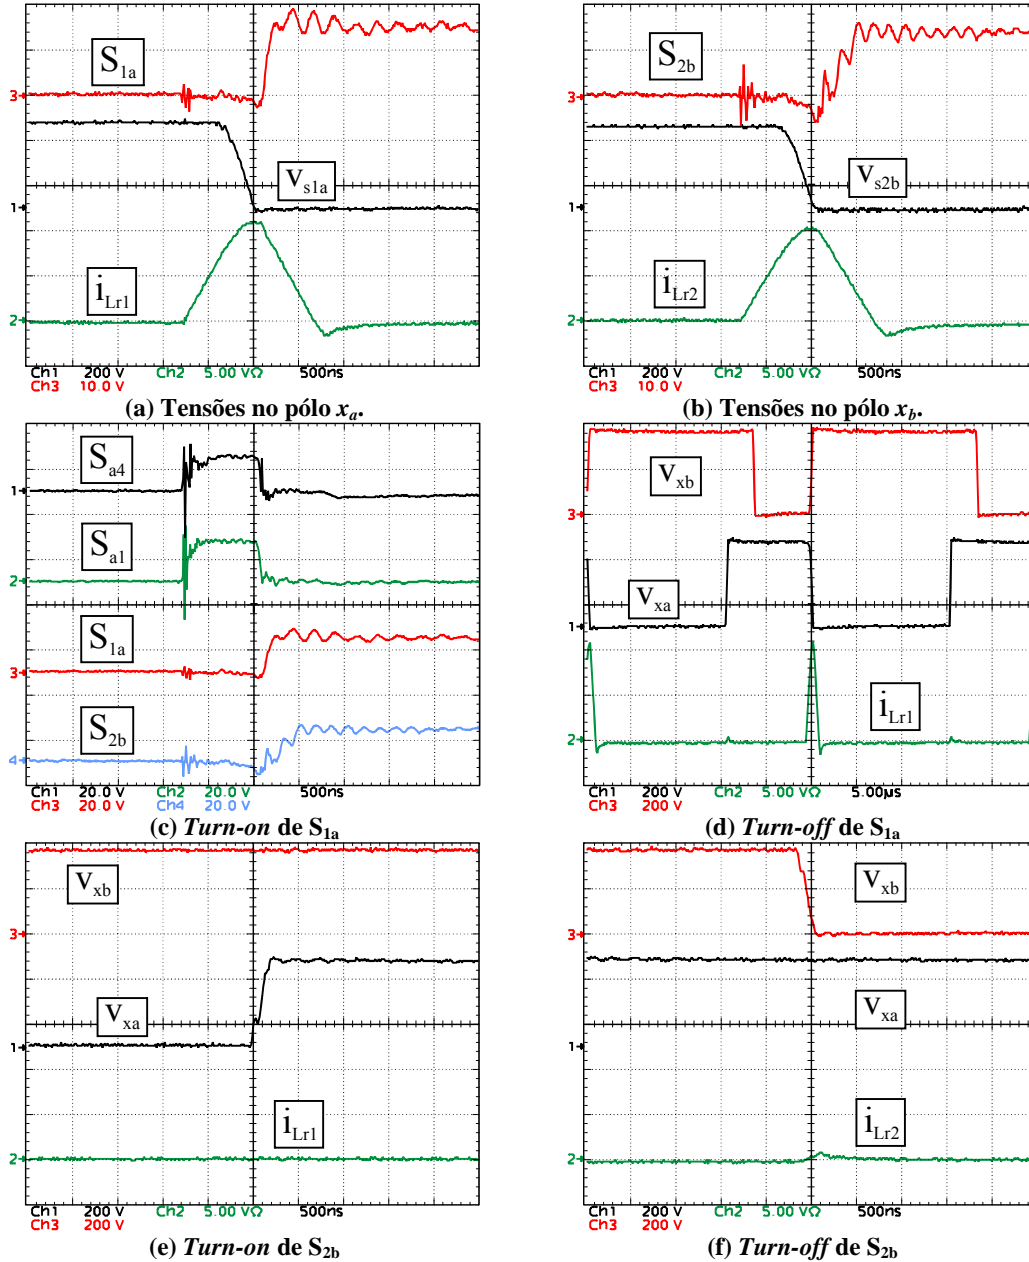 S1a
S2b
3
3
vs1a
vs2b
1
1
iLr1
iLr2
2
2
Ch1 200 V Ch2 5.00 VΩ 500ns
Ch3 10.0 V
Ch1 200 V Ch2 5.00 VΩ 500ns
Ch3 10.0 V
(a) Tensões no pólo xa.
(b) Tensões no pólo xb.
Sa4
1
Sa1
2
S1a
3
S2b
4
vxb
3
vxa
1
iLr1
2
Ch1 20.0 V Ch2 20.0 V 500ns
Ch3 20.0 V Ch4 20.0 V
Ch1 200 V Ch2 5.00 VΩ 5.00µs
Ch3 200 V
(c) Turn-on de S1a
(d) Turn-off de S1a
vxb
3
vxa
1
iLr1
2
vxb
3
vxa
1
iLr2
2
Ch1 200 V Ch2 5.00 VΩ 500ns
Ch3 200 V
Ch1 200 V Ch2 5.00 VΩ 500ns
Ch3 200 V
(e) Turn-on de S2b
(f) Turn-off de S2b